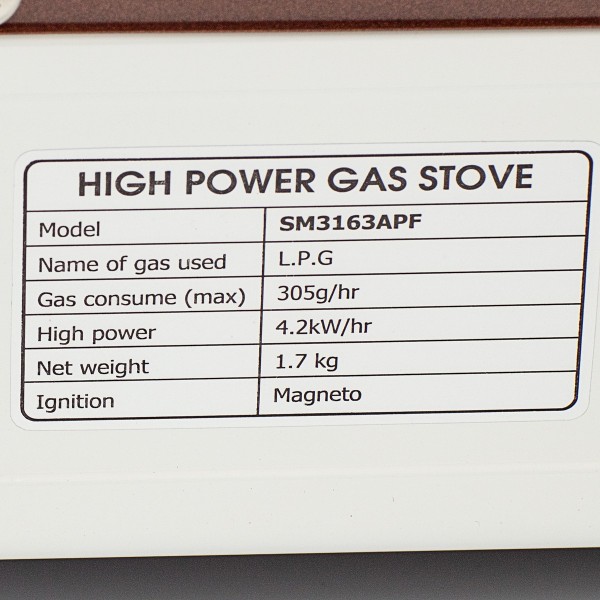 HIGH POWER GAS STOVE
Model SM3163APF
Name of gas used L.P.G
Gas consume (max) 305g/hr
High power 4.2kW/hr
Net weight 1.7 kg
Ignition Magneto